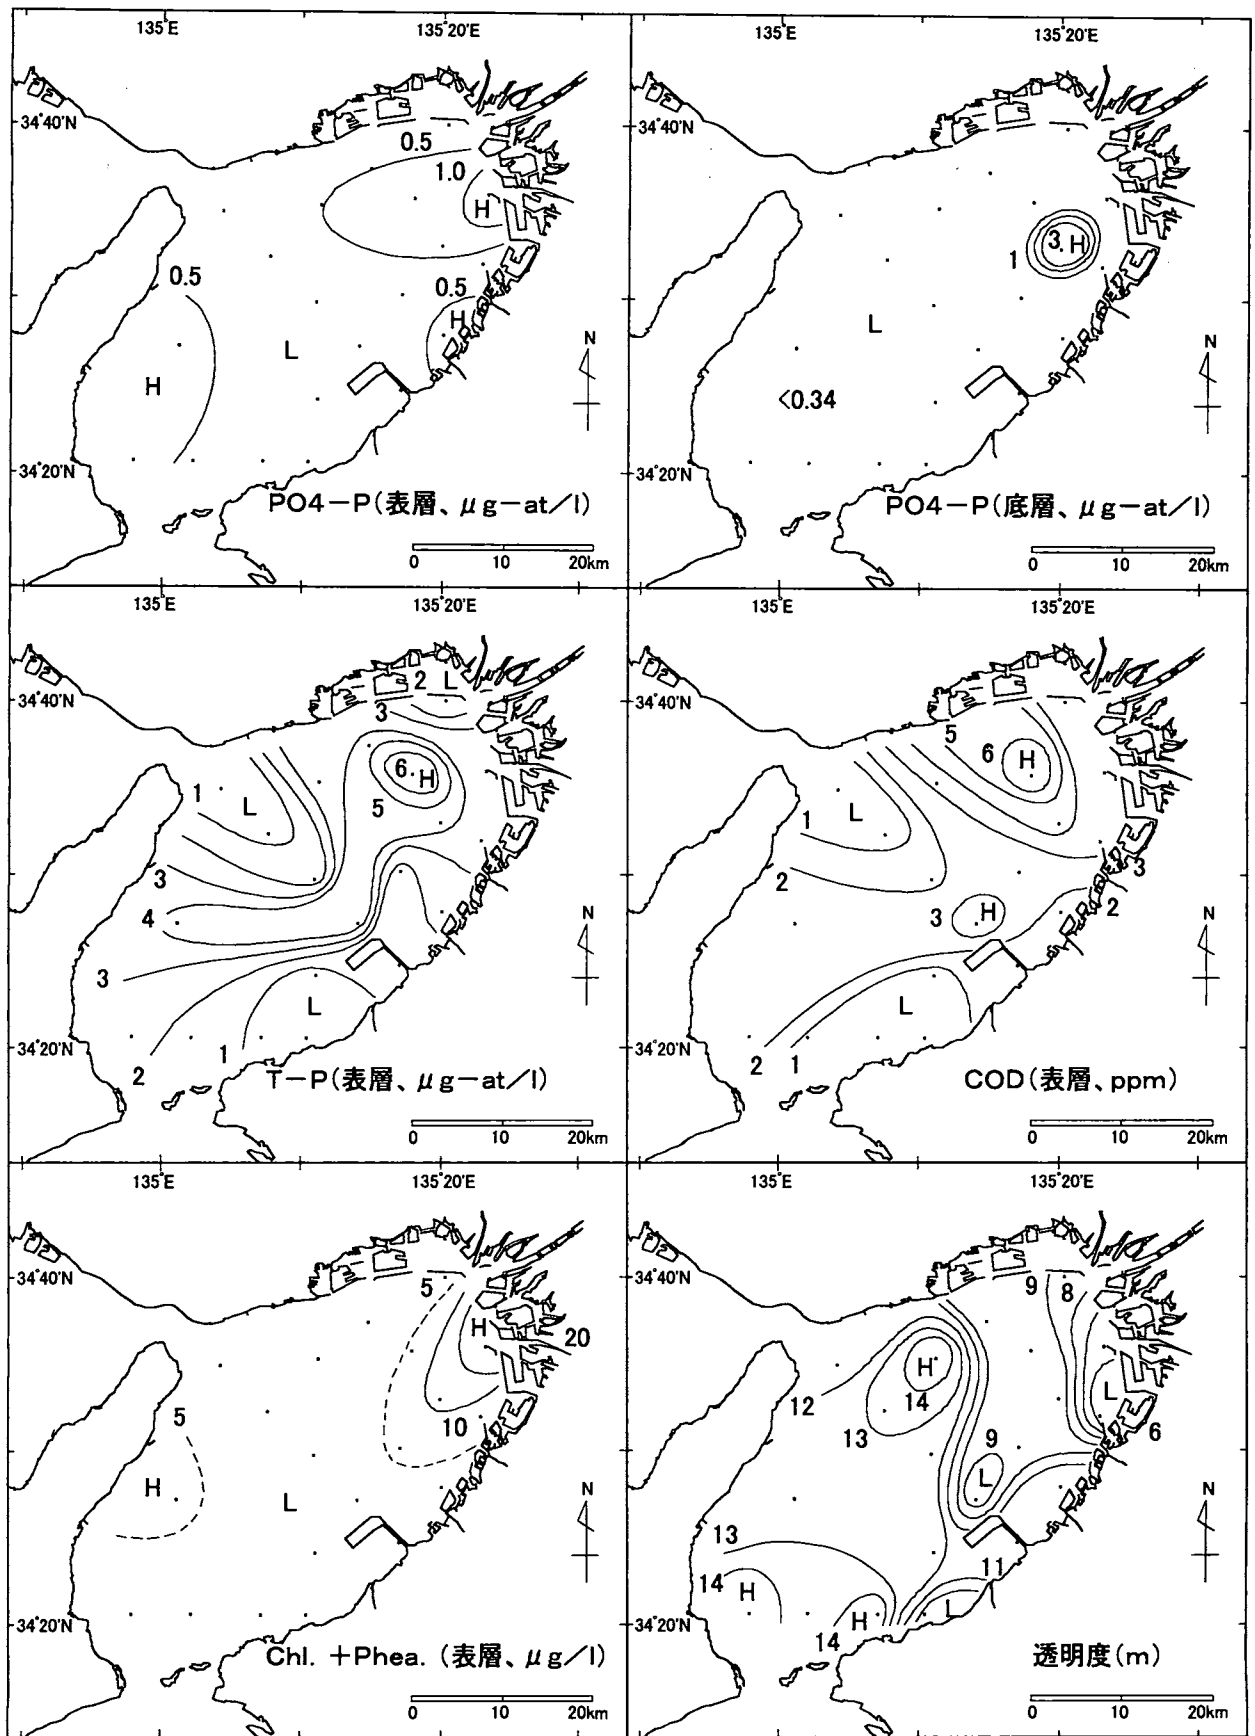 135°E
135°20'E
34°40'N
0.5
1.0
H
0.5
0.5
H
L
H
N
34°20'N
PO4-P(表層、μg-at/l)
0 10 20km
135°E
135°20'E
34°40'N
3
H
1
L
<0.34
N
34°20'N
PO4-P(底層、μg-at/l)
0 10 20km
135°E
135°20'E
34°40'N
2
L
3
6
H
1
L
5
3
4
N
3
L
34°20'N
1
2
T-P(表層、μg-at/l)
0 10 20km
135°E
135°20'E
34°40'N
5
6
H
L
1
3
2
2
3
H
N
L
34°20'N
2
1
COD(表層、ppm)
0 10 20km
135°E
135°20'E
34°40'N
5
H
20
5
10
H
L
N
34°20'N
Chl. +Phea. (表層、μg/l)
0 10 20km
135°E
135°20'E
34°40'N
9
8
H
L
12
14
13
9
6
L
N
13
11
14
H
H
L
34°20'N
14
透明度(m)
0 10 20km